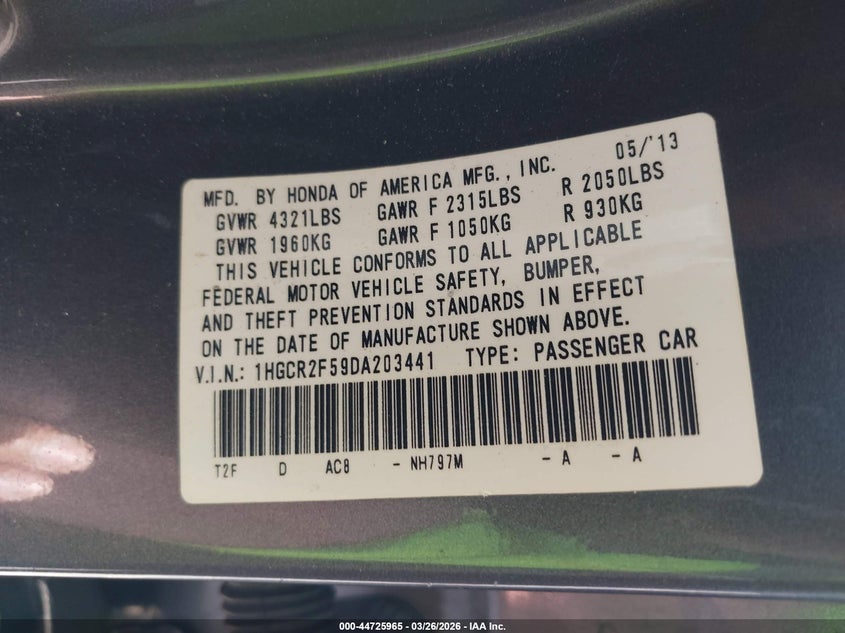 MFD. BY HONDA OF AMERICA MFG., INC. 05/'13
GVWR 4321LBS GAWR F 2315LBS R 2050LBS
GVWR 1960KG GAWR F 1050KG R 930KG
THIS VEHICLE CONFORMS TO ALL APPLICABLE
FEDERAL MOTOR VEHICLE SAFETY, BUMPER,
AND THEFT PREVENTION STANDARDS IN EFFECT
ON THE DATE OF MANUFACTURE SHOWN ABOVE.
V.I.N.: 1HGCR2F59DA203441 TYPE: PASSENGER CAR
T2F D AC8 - NH797M - A - A
000-44725965 | 03/26/2026 - IAA Inc.